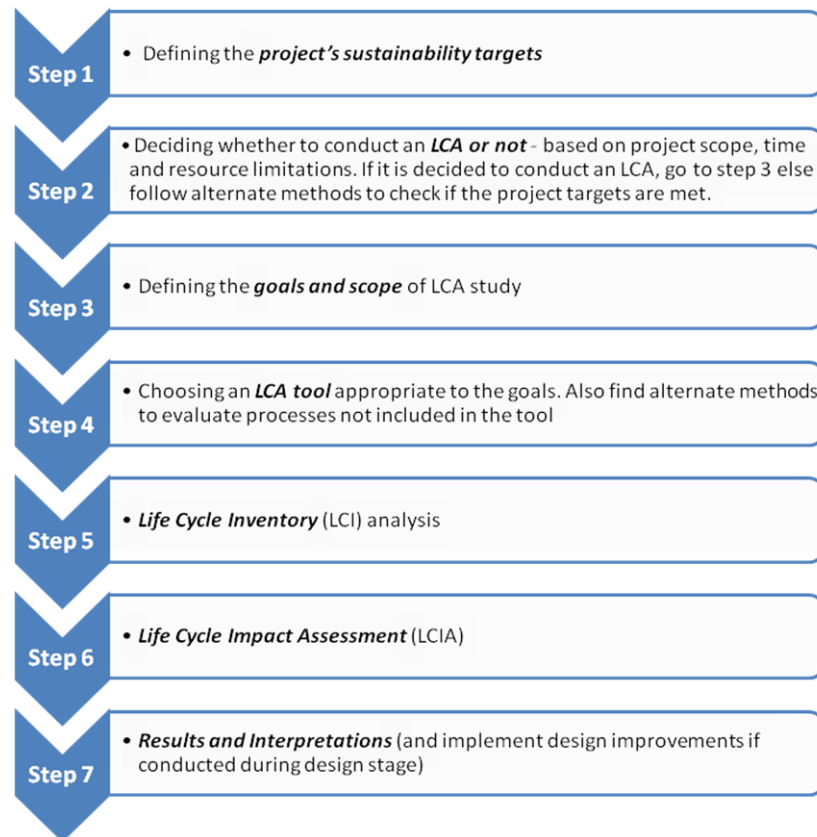 Step 1
• Defining the project's sustainability targets
Step 2
• Deciding whether to conduct an LCA or not - based on project scope, time
and resource limitations. If it is decided to conduct an LCA, go to step 3 else
follow alternate methods to check if the project targets are met.
Step 3
• Defining the goals and scope of LCA study
Step 4
• Choosing an LCA tool appropriate to the goals. Also find alternate methods
to evaluate processes not included in the tool
Step 5
• Life Cycle Inventory (LCI) analysis
Step 6
• Life Cycle Impact Assessment (LCIA)
Step 7
• Results and Interpretations (and implement design improvements if
conducted during design stage)